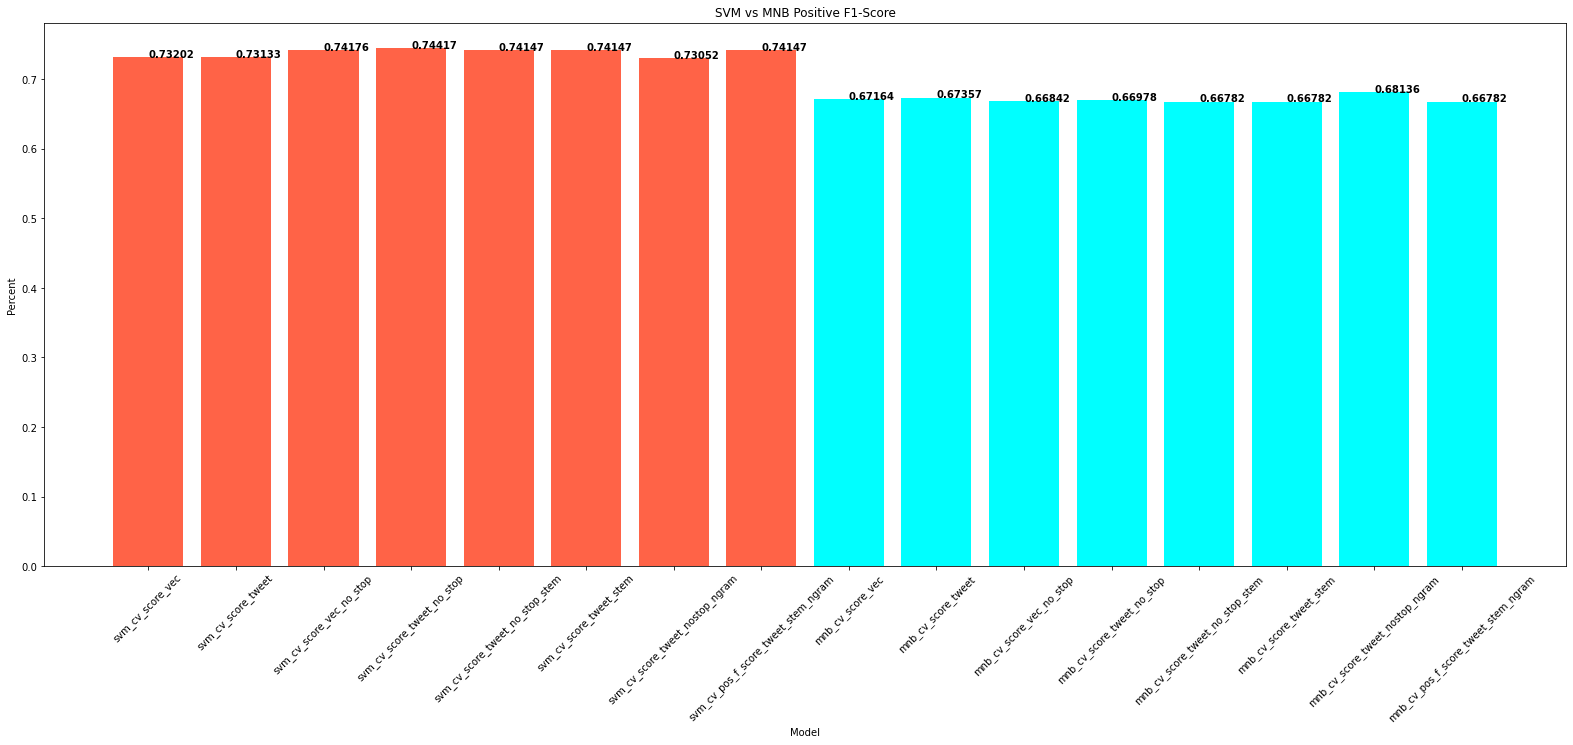 SVM vs MNB Positive F1-Score
0.73202
0.73133
0.74176
0.74417
0.74147
0.74147
0.73052
0.74147
0.67164
0.67357
0.66842
0.66978
0.66782
0.66782
0.68136
0.66782
Percent
0.7
0.6
0.5
0.4
0.3
0.2
0.1
0.0
svm_cv_score_vec
svm_cv_score_tweet
svm_cv_score_vec_no_stop
svm_cv_score_tweet_no_stop
svm_cv_score_tweet_no_stop_stem
svm_cv_score_tweet_stem
svm_cv_score_tweet_nostop_ngram
svm_cv_pos_f_score_tweet_stem_ngram
mnb_cv_score_vec
mnb_cv_score_tweet
mnb_cv_score_vec_no_stop
mnb_cv_score_tweet_no_stop
mnb_cv_score_tweet_no_stop_stem
mnb_cv_score_tweet_stem
mnb_cv_score_tweet_nostop_ngram
mnb_cv_pos_f_score_tweet_stem_ngram
Model